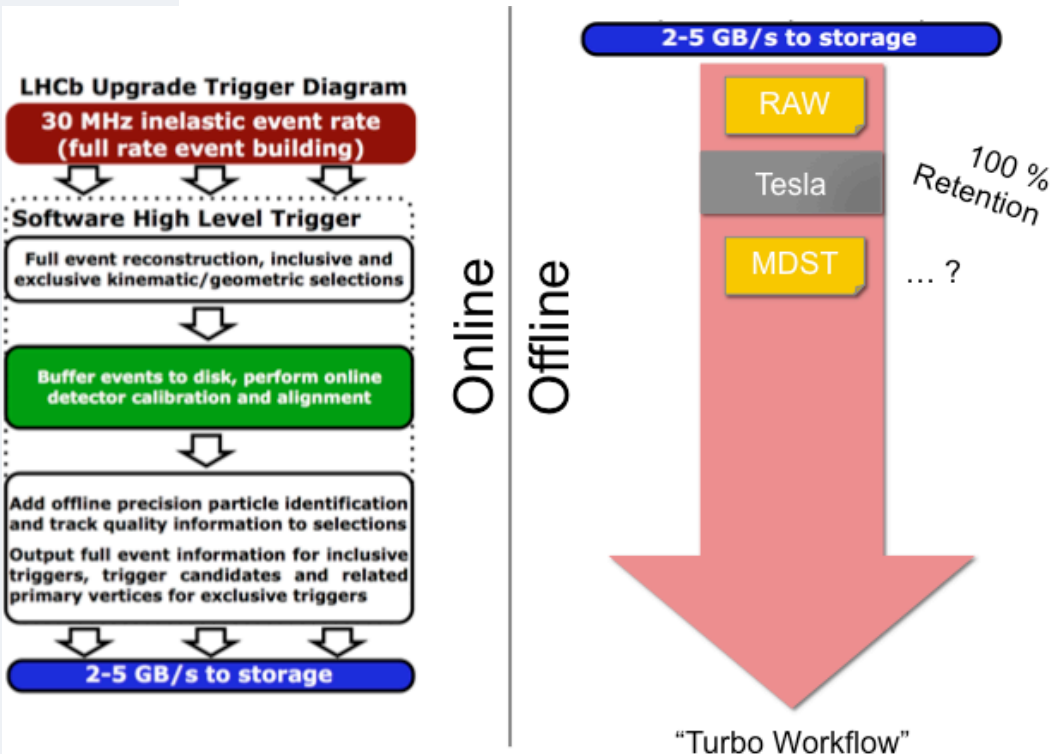 LHCb Upgrade Trigger Diagram
30 MHz inelastic event rate
(full rate event building)
Software High Level Trigger
Full event reconstruction, inclusive and
exclusive kinematic/geometric selections
Buffer events to disk, perform online
detector calibration and alignment
Add offline precision particle identification
and track quality information to selections
Output full event information for inclusive
triggers, trigger candidates and related
primary vertices for exclusive triggers
2-5 GB/s to storage
Online
Offline
2-5 GB/s to storage
RAW
Tesla
100 %
Retention
MDST
... ?
“Turbo Workflow”